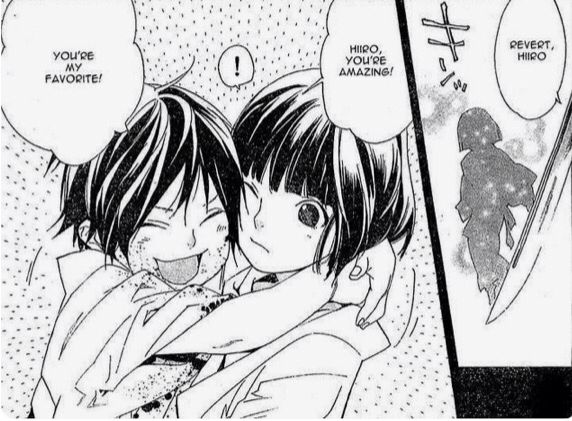 REVERT,
HIIRO
HIIRO,
YOU'RE
AMAZING!
!
YOU'RE
MY
FAVORITE!